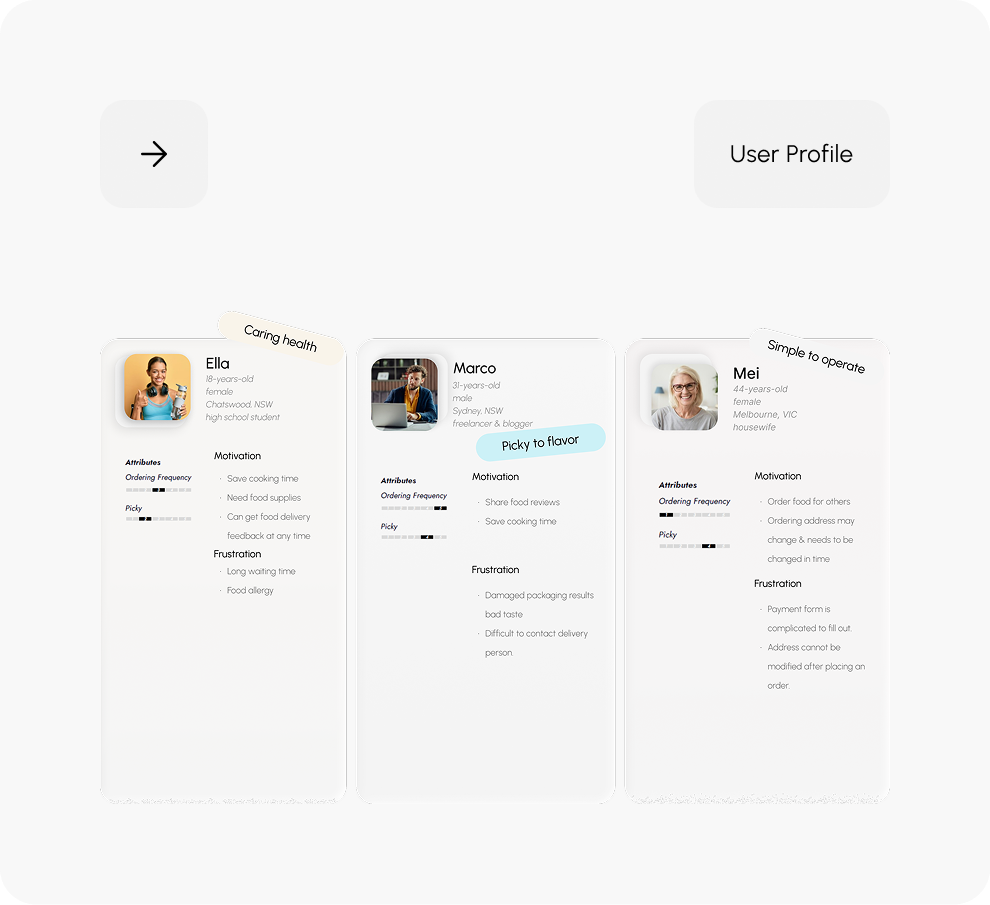 User Profile
Caring health
Ella
18-years-old
female
Chatswood, NSW
high school student
Attributes
Ordering Frequency
Picky
Motivation
· Save cooking time
· Need food supplies
· Can get food delivery
feedback at any time
Frustration
· Long waiting time
· Food allergy
Marco
31-years-old
male
Sydney, NSW
freelancer & blogger
Picky to flavor
Attributes
Ordering Frequency
Picky
Motivation
· Share food reviews
· Save cooking time
Frustration
· Damaged packaging results
bad taste
· Difficult to contact delivery
person.
Simple to operate
Mei
44-years-old
female
Melbourne, VIC
housewife
Attributes
Ordering Frequency
Picky
Motivation
· Order food for others
· Ordering address may
change & needs to be
changed in time
Frustration
· Payment form is
complicated to fill out.
· Address cannot be
modified after placing an
order.